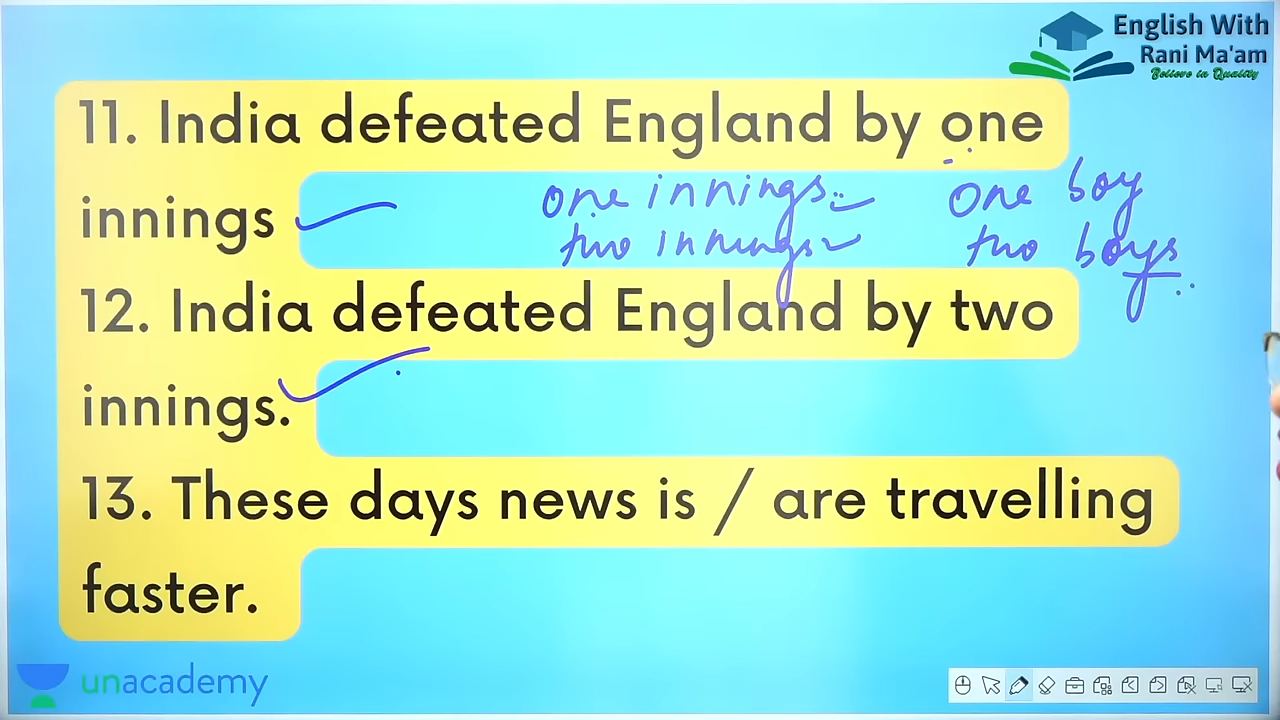 English With
Rani Ma'am
Believe in Quality
11. India defeated England by one
innings
one innings
one boy
two innings
two boys
12. India defeated England by two
innings.
13. These days news is / are travelling
faster.
unacademy